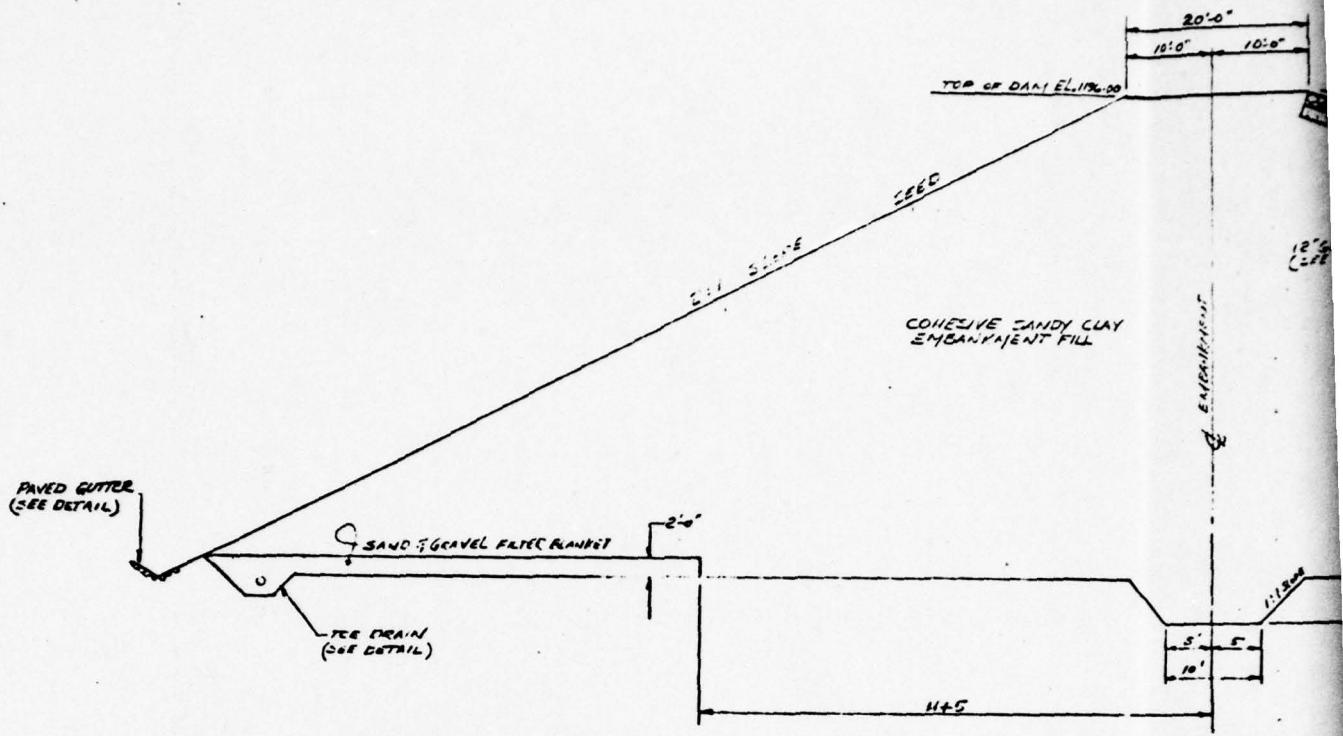 20'-0"
10'-0" 10'-0"
TOP OF DAM EL. 1196.00
SEED
2:1 SLOPE
12"
(SEE
COHESIVE SANDY CLAY
EMBANKMENT FILL
EMBANKMENT
PAVED GUTTER
(SEE DETAIL)
2'-0"
SAND & GRAVEL FILTER BLANKET
1:1 SLOPE
TOE DRAIN
(SEE DETAIL)
5' 5
10'
H+5